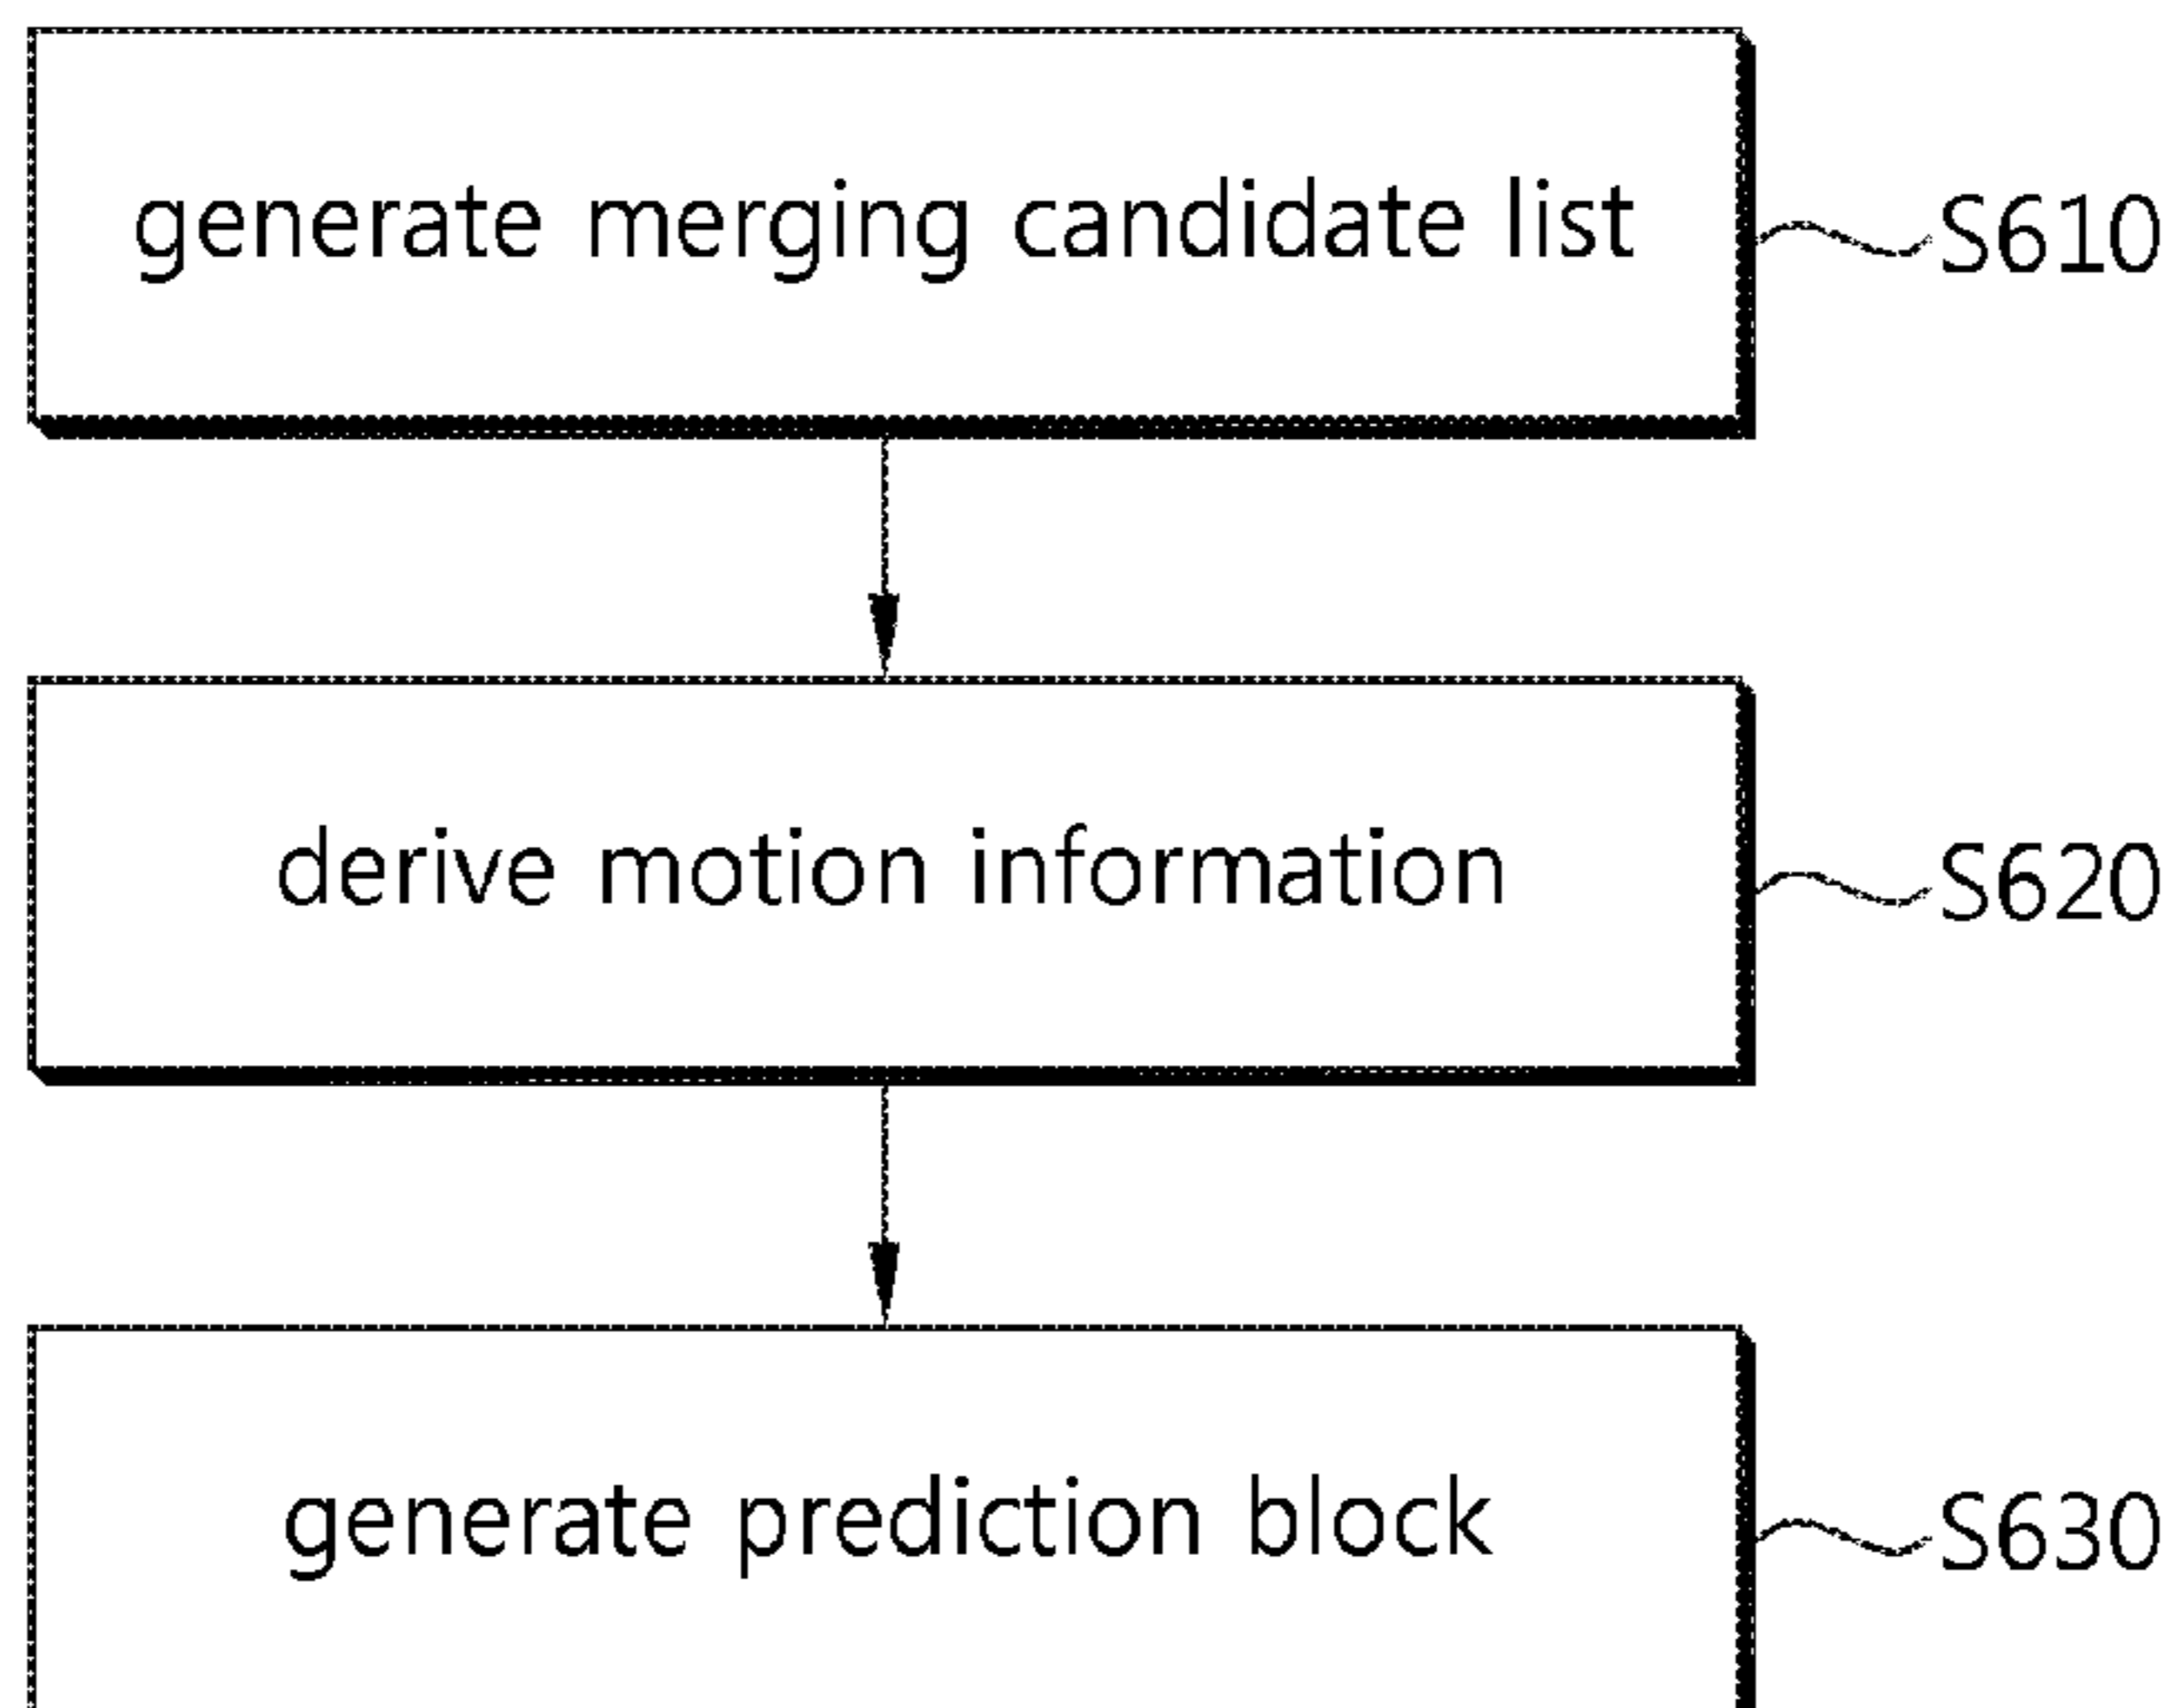 generate merging candidate list
S610
derive motion information
S620
generate prediction block
S630